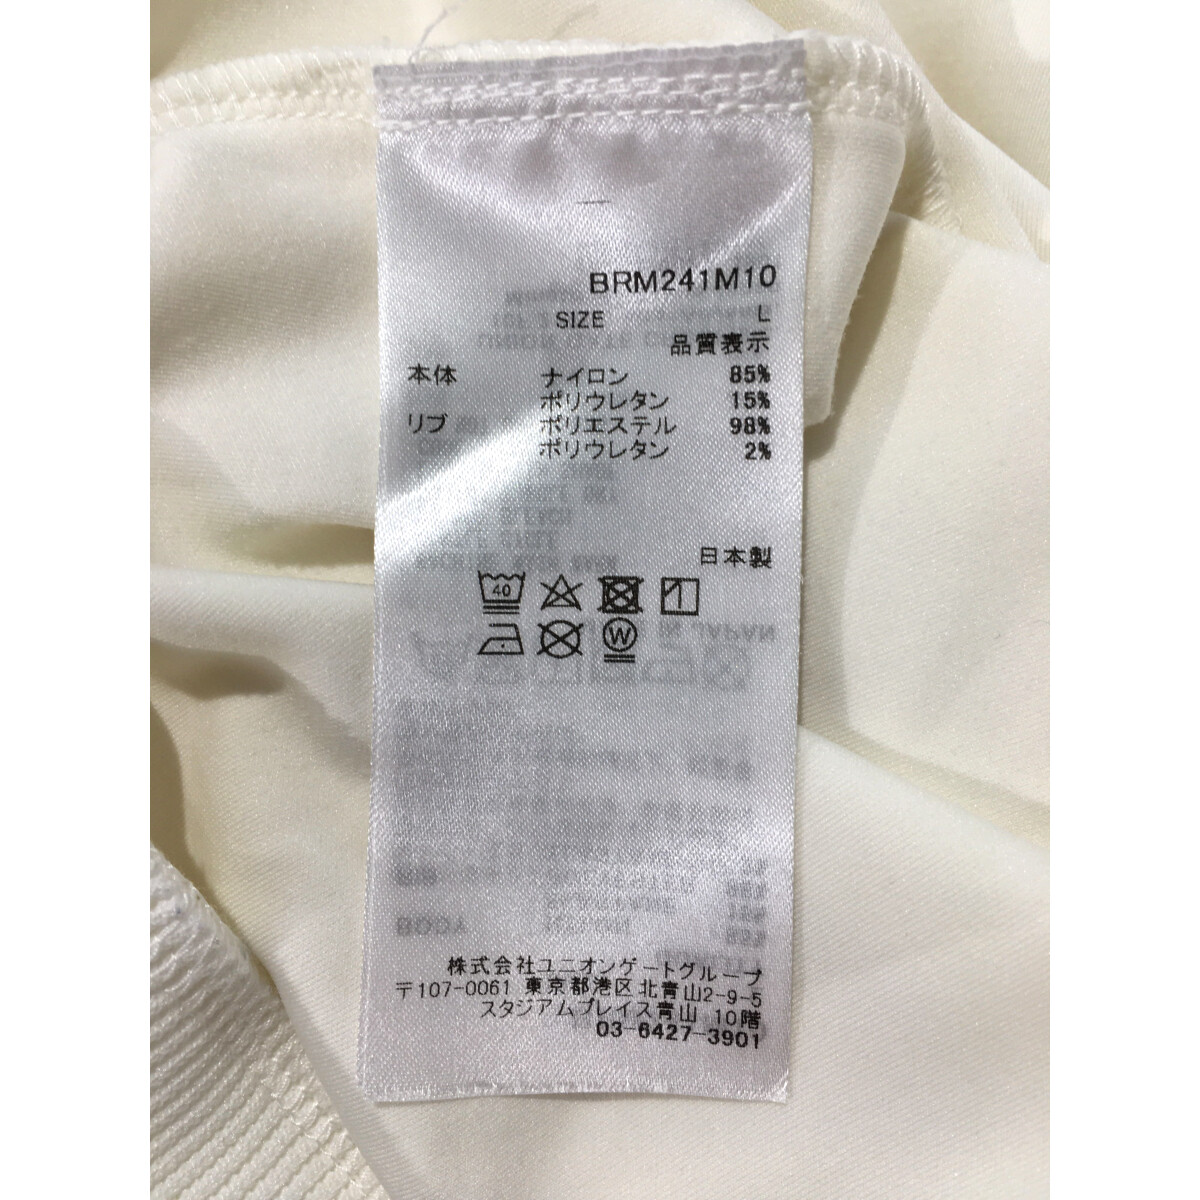 BRM241M10
SIZE L
品質表示
本体 ナイロン 85%
ポリウレタン 15%
リブ ポリエステル 98%
ポリウレタン 2%
日本製
40
W
株式会社ユニオンゲートグループ
〒107-0061 東京都港区北青山2-9-5
スタジアムプレイス青山 10階
03-6427-3901